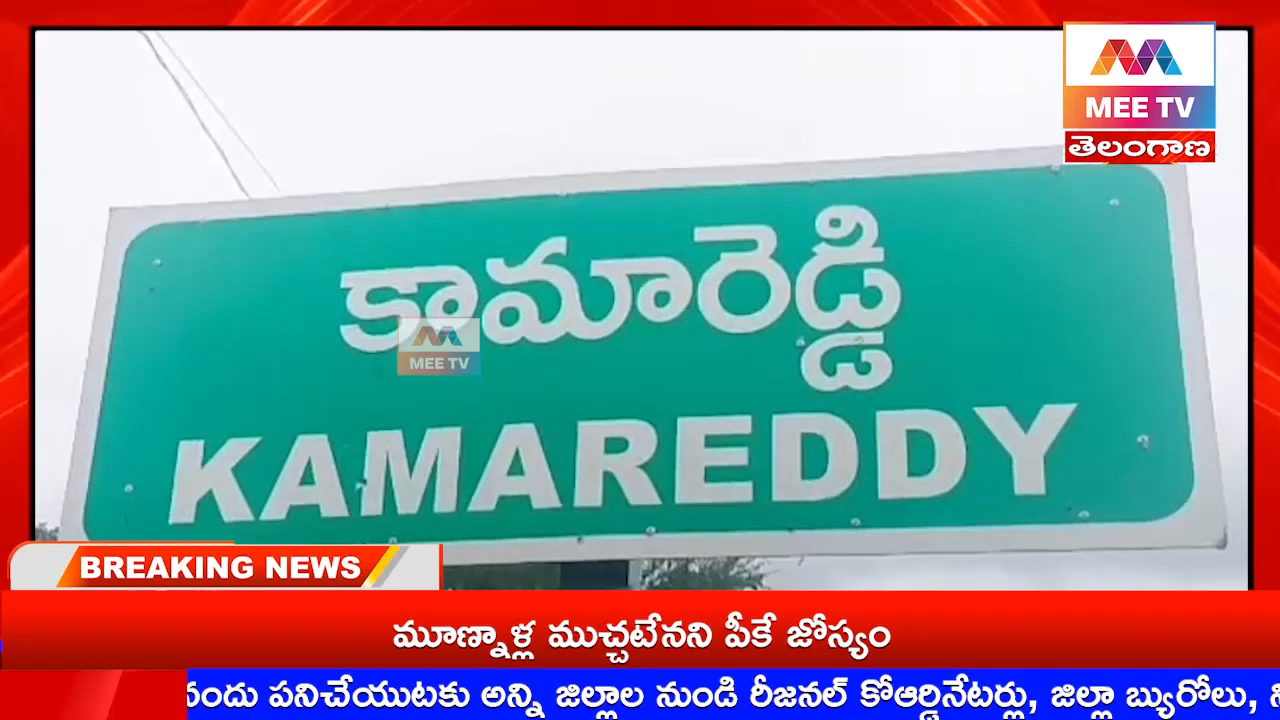 MEE TV
తెలంగాణ
కామారెడ్డి
MEE TV
KAMAREDDY
BREAKING NEWS
మూణ్నాళ్ల ముచ్చటేనని పీకే జోస్యం
పనిచేయుటకు అన్ని జిల్లాల నుండి రీజనల్ కోఆర్డినేటర్లు, జిల్లా బ్యురోలు,